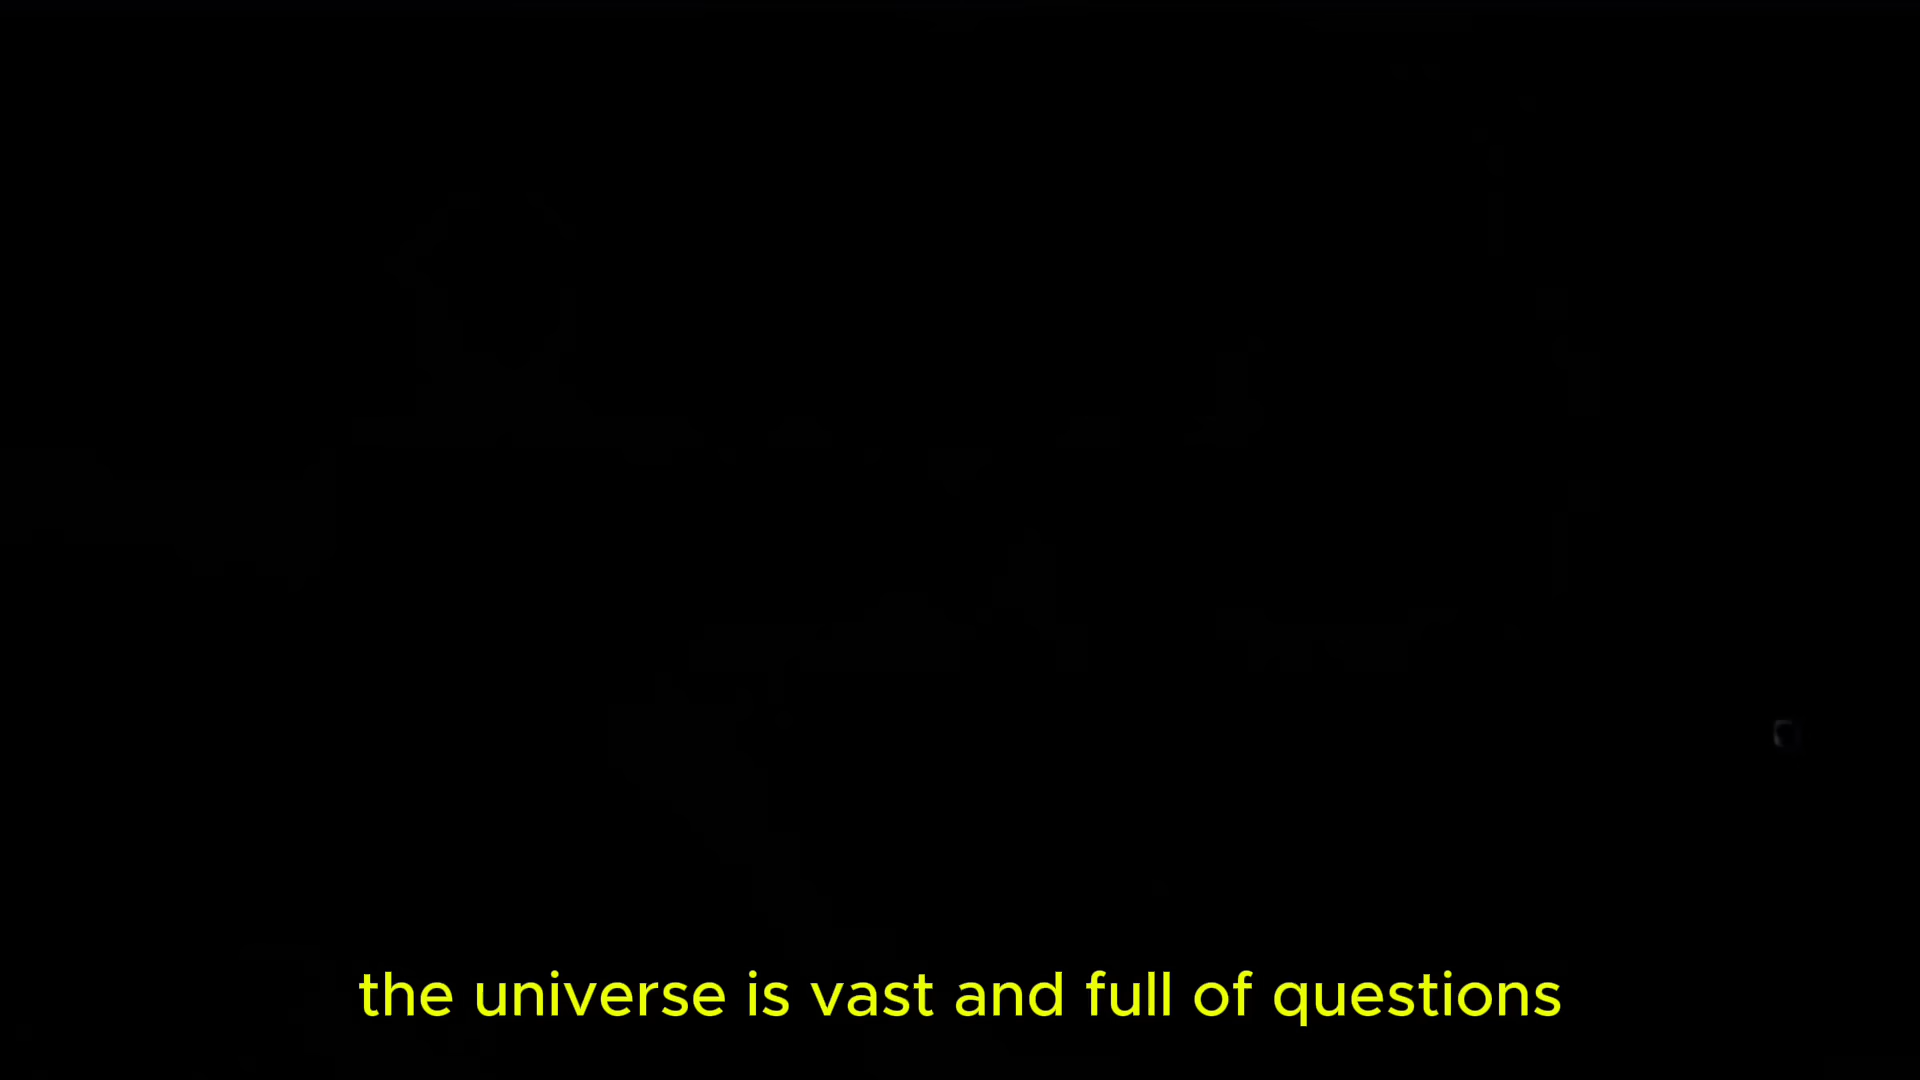 the universe is vast and full of questions